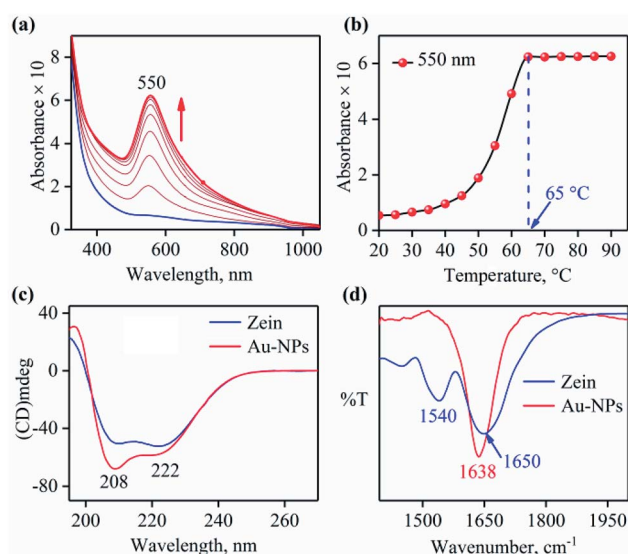 (a)
550
Absorbance × 10
8
6
4
2
0
400 600 800 1000
Wavelength, nm
(b)
550 nm
Absorbance × 10
6
4
2
0
65 °C
20 30 40 50 60 70 80 90
Temperature, °C
(c)
Zein
Au-NPs
(CD)mdeg
40
0
-40
-80
208
222
200 220 240 260
Wavelength, nm
(d)
Zein
Au-NPs
%T
1540
1650
1638
1500 1650 1800 1950
Wavenumber, cm⁻¹